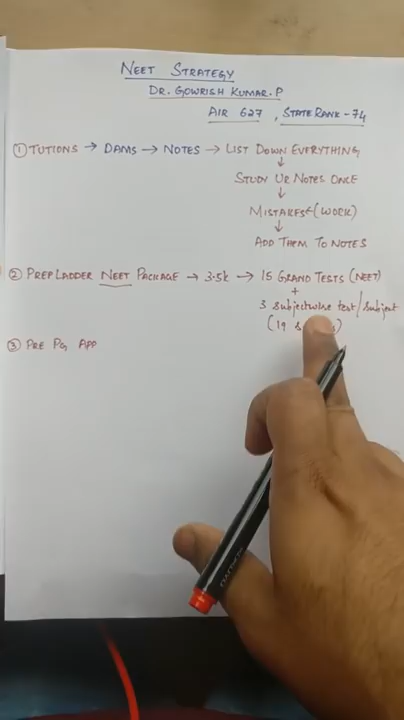 NEET STRATEGY
DR. GOWRISH KUMAR. P
AIR 627, STATE RANK - 74
① TUTIONS → DAMS → NOTES → LIST DOWN EVERYTHING
↓
STUDY UR NOTES ONCE
↓
MISTAKES ← (WORK)
↓
ADD THEM TO NOTES
② PREPLADDER NEET PACKAGE → 3.5k → 15 GRAND TESTS (NEET)
+
3 subjectwise test/subject
(19 s
③ PRE PG APP